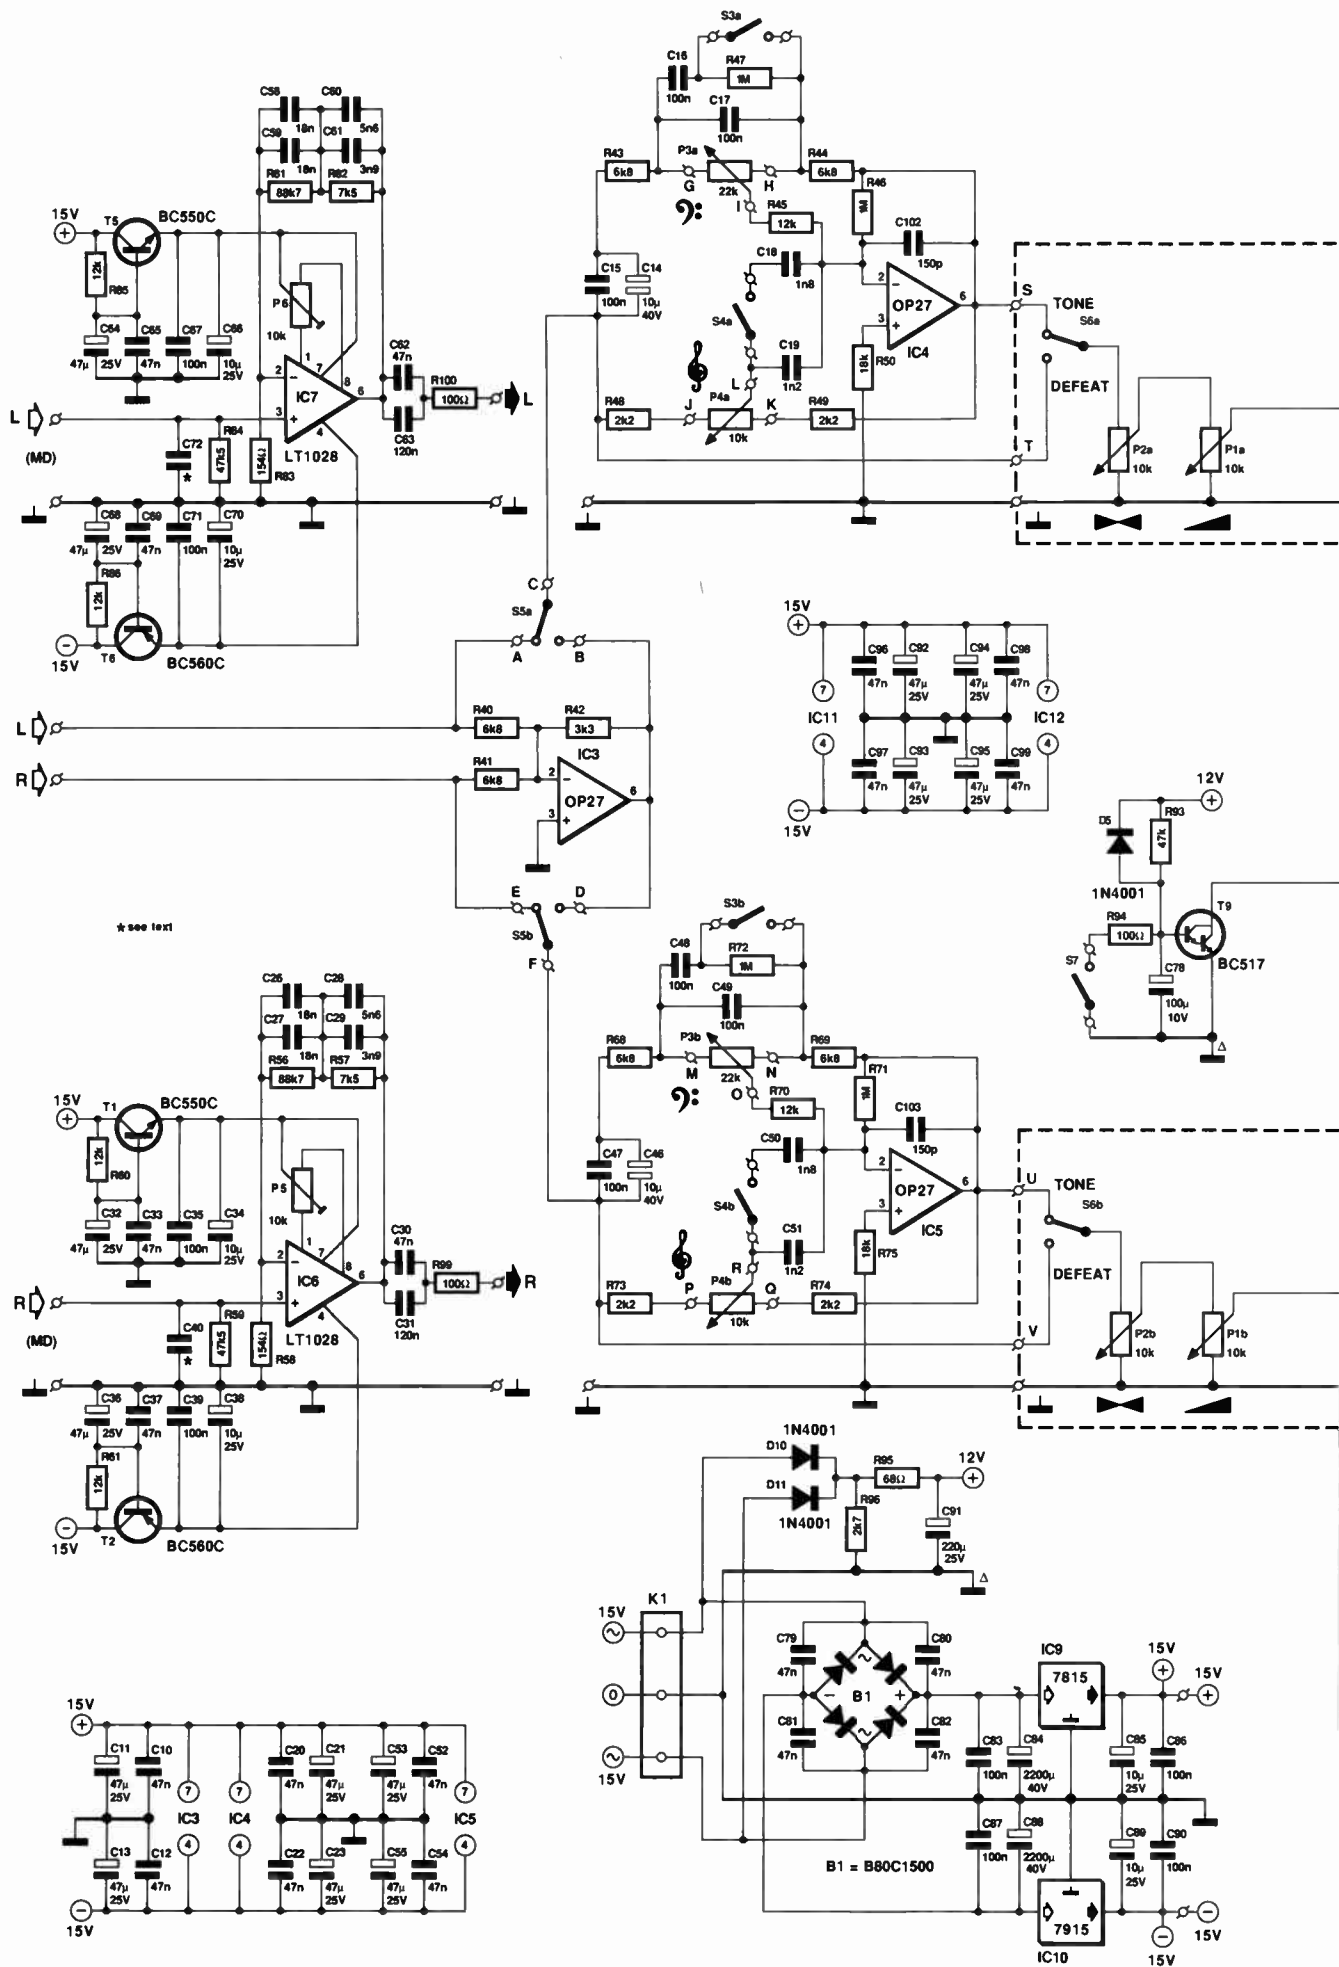 S3a
C16
100n
R47
1M
C17
100n
R43
6k8
P3a
G
22k
H
R44
6k8
I
R45
12k
R46
1M
C102
150p
C58
18n
C60
5n6
C59
18n
C61
3n9
R81
88k7
R82
7k5
15V
+
T5
BC550C
12k
R85
C64
47µ
25V
C65
47n
C67
100n
C66
10µ
25V
P6
10k
1
7
8
2
−
IC7
6
3
+
4
LT1028
C62
47n
C63
120n
R100
100Ω
L
L
(MD)
C72
*
R84
47k5
154Ω
R83
C68
47µ
25V
C69
47n
C71
100n
C70
10µ
25V
R86
12k
−
15V
T6
BC560C
C15
100n
C14
10µ
40V
C18
1n8
S4a
C19
1n2
L
J
P4a
10k
K
R48
2k2
R49
2k2
2
−
OP27
6
3
+
IC4
18k
R50
S
TONE
S6a
DEFEAT
T
P2a
10k
P1a
10k
C
S5a
A
B
L
R
R40
6k8
R42
3k3
R41
6k8
IC3
2
−
OP27
6
3
+
E
D
S5b
F
15V
+
C96
47n
C92
47µ
25V
C94
47µ
25V
C98
47n
7
7
IC11
IC12
4
4
C97
47n
C93
47µ
25V
C95
47µ
25V
C99
47n
−
15V
12V
+
D5
1N4001
R93
47k
R94
100Ω
T9
BC517
S7
C78
100µ
10V
Δ
* see text
S3b
C48
100n
R72
1M
C49
100n
R68
6k8
P3b
M
22k
N
R69
6k8
O
R70
12k
R71
1M
C103
150p
C26
18n
C28
5n6
C27
18n
C29
3n9
R56
88k7
R57
7k5
15V
+
T1
BC550C
12k
R60
C32
47µ
25V
C33
47n
C35
100n
C34
10µ
25V
P5
10k
1
7
8
2
−
IC6
6
3
+
4
LT1028
C30
47n
C31
120n
R99
100Ω
R
R
(MD)
C40
*
R59
47k5
154Ω
R58
C36
47µ
25V
C37
47n
C39
100n
C38
10µ
25V
R61
12k
−
15V
T2
BC560C
C47
100n
C46
10µ
40V
C50
1n8
S4b
C51
1n2
R
P
P4b
10k
Q
R73
2k2
R74
2k2
2
−
OP27
6
3
+
IC5
18k
R75
U
TONE
S6b
DEFEAT
V
P2b
10k
P1b
10k
1N4001
D10
D11
1N4001
R95
68Ω
12V
+
R96
2k7
C91
220µ
25V
Δ
K1
15V
~
0
~
15V
C79
47n
C80
47n
~
−
B1
+
~
C81
47n
C82
47n
IC9
7815
15V
+
15V
+
C83
100n
C84
2200µ
40V
C85
10µ
25V
C86
100n
C87
100n
C88
2200µ
40V
C89
10µ
25V
C90
100n
B1 = B80C1500
7915
IC10
−
15V
−
15V
15V
+
C11
47µ
25V
C10
47n
7
7
C20
47n
C21
47µ
25V
C53
47µ
25V
C52
47n
7
IC3
IC4
IC5
C13
47µ
25V
C12
47n
4
4
C22
47n
C23
47µ
25V
C55
47µ
25V
C54
47n
4
−
15V